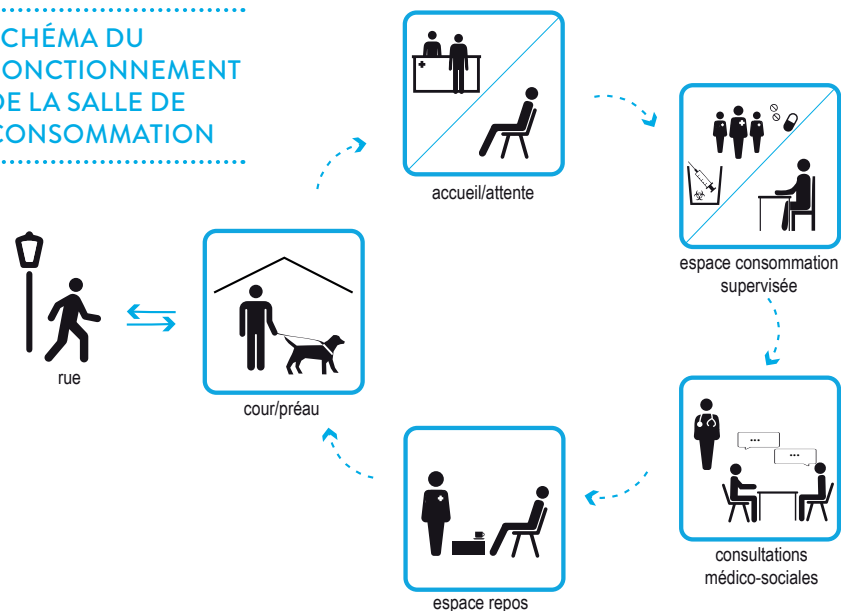 CHÉMA DU
ONCTIONNEMENT
DE LA SALLE DE
CONSOMMATION
accueil/attente
espace consommation
supervisée
rue
cour/préau
consultations
médico-sociales
espace repos